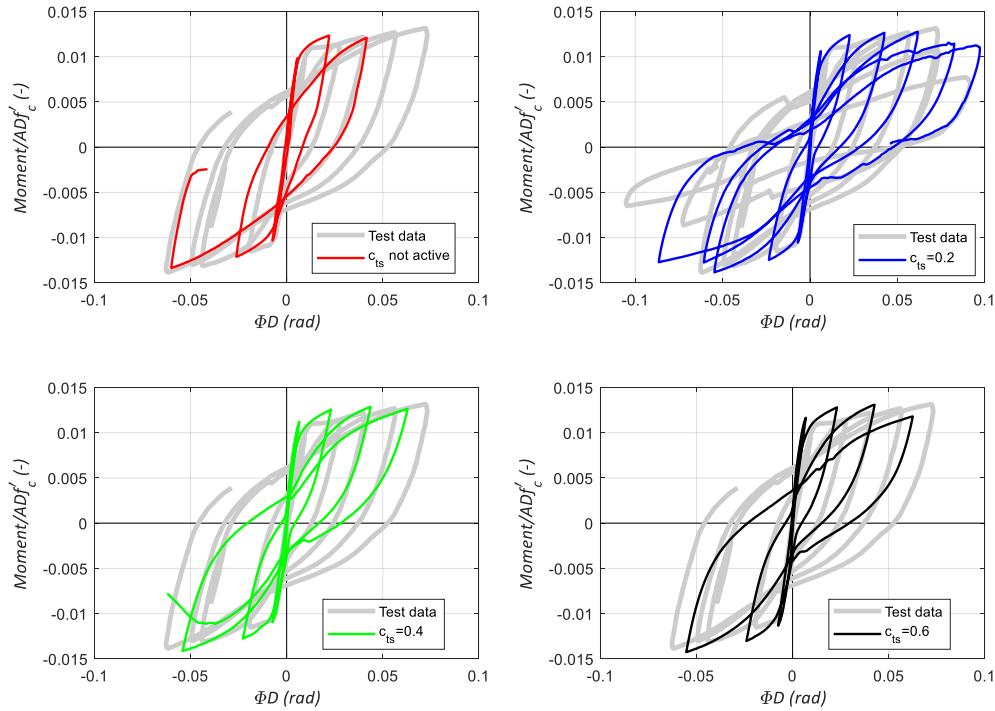 0.015
0.01
0.005
0
-0.005
-0.01
-0.015
Moment/ADf′c (-)
-0.1 -0.05 0 0.05 0.1
ΦD (rad)
Test data
cts not active
0.015
0.01
0.005
0
-0.005
-0.01
-0.015
Moment/ADf′c (-)
-0.1 -0.05 0 0.05 0.1
ΦD (rad)
Test data
cts=0.2
0.015
0.01
0.005
0
-0.005
-0.01
-0.015
Moment/ADf′c (-)
-0.1 -0.05 0 0.05 0.1
ΦD (rad)
Test data
cts=0.4
0.015
0.01
0.005
0
-0.005
-0.01
-0.015
Moment/ADf′c (-)
-0.1 -0.05 0 0.05 0.1
ΦD (rad)
Test data
cts=0.6